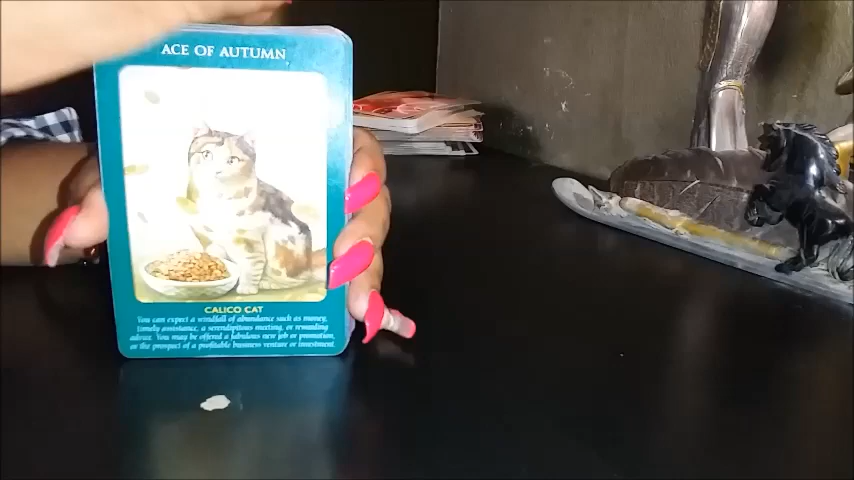 ACE OF AUTUMN
CALICO CAT
You can expect a windfall of abundance such as money,
timely assistance, a serendipitous meeting, or rewarding
advice. You may be offered a fabulous new job or promotion,
or the prospect of a profitable business venture or investment.